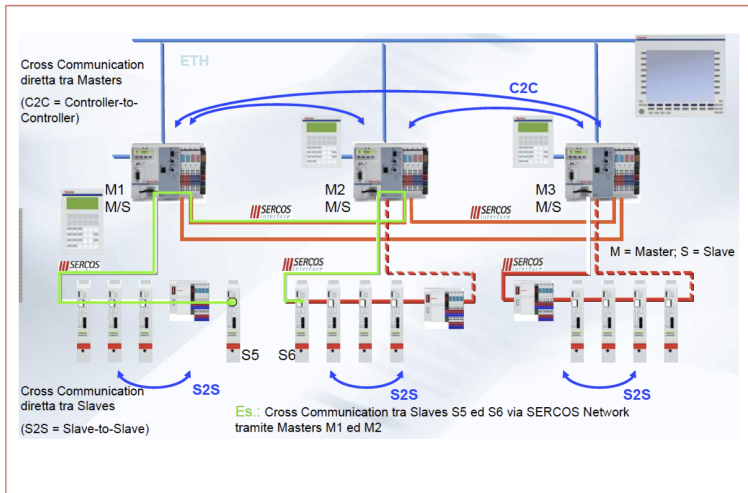 ETH
Cross Communication
diretta tra Masters
(C2C = Controller-to-
Controller)
C2C
M1
M/S
M2
M/S
M3
M/S
SERCOS
interface
SERCOS
interface
M = Master; S = Slave
SERCOS
interface
SERCOS
interface
SERCOS
interface
S5
S6
S2S
S2S
S2S
Cross Communication
diretta tra Slaves
(S2S = Slave-to-Slave)
Es.: Cross Communication tra Slaves S5 ed S6 via SERCOS Network
tramite Masters M1 ed M2